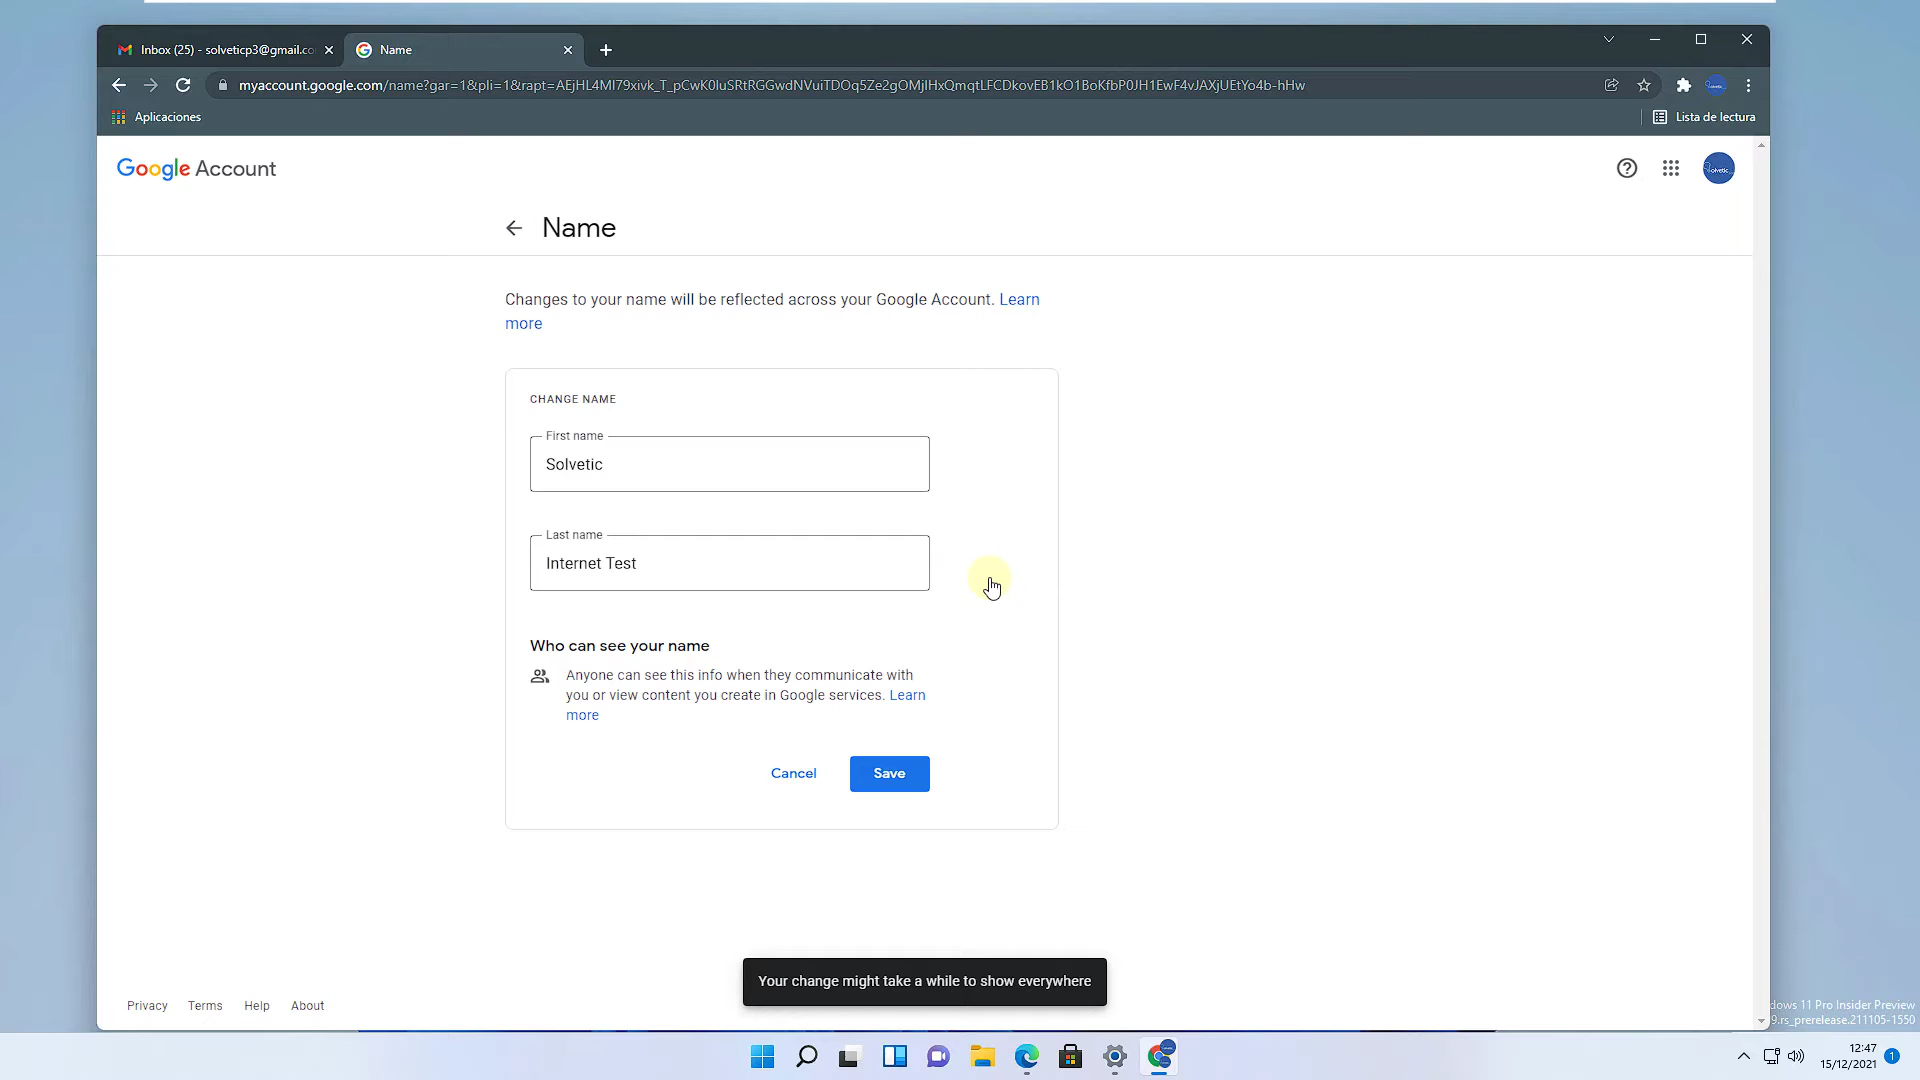 Inbox (25) - solveticp3@gmail.co
Name
myaccount.google.com/name?gar=1&pli=1&rapt=AEjHL4MI79xivk_T_pCwK0luSRtRGGwdNVuiTDOq5Ze2gOMjlHxQmqtLFCDkovEB1kO1BoKfbP0JH1EwF4vJAXjUEtYo4b-hHw
Aplicaciones
Lista de lectura
Google Account
Solvetic
Name
Changes to your name will be reflected across your Google Account. Learn
more
CHANGE NAME
First name
Solvetic
Last name
Internet Test
Who can see your name
Anyone can see this info when they communicate with
you or view content you create in Google services. Learn
more
Cancel
Save
Your change might take a while to show everywhere
Privacy
Terms
Help
About
dows 11 Pro Insider Preview
9.rs_prerelease.211105-1550
12:47
15/12/2021
1